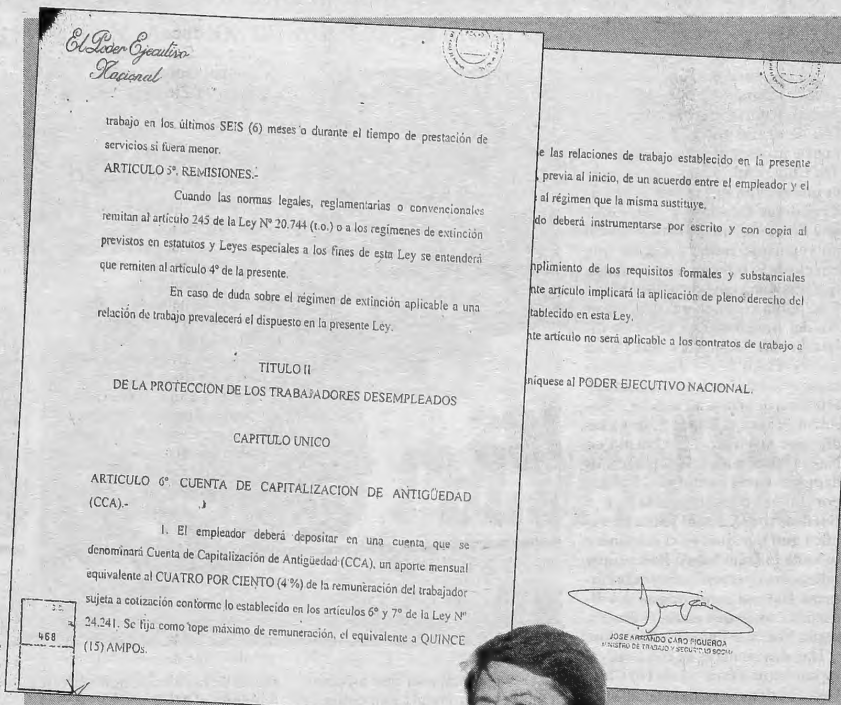 El Poder Ejecutivo
Nacional
trabajo en los últimos SEIS (6) meses o durante el tiempo de prestación de
servicios si fuera menor.
ARTICULO 5º. REMISIONES.-
Cuando las normas legales, reglamentarias o convencionales
remitan al artículo 245 de la Ley Nº 20.744 (t.o.) o a los regímenes de extinción
previstos en estatutos y Leyes especiales a los fines de esta Ley se entenderá
que remiten al artículo 4º de la presente.
En caso de duda sobre el régimen de extinción aplicable a una
relación de trabajo prevalecerá el dispuesto en la presente Ley.
TITULO II
DE LA PROTECCION DE LOS TRABAJADORES DESEMPLEADOS
CAPITULO UNICO
ARTICULO 6º. CUENTA DE CAPITALIZACION DE ANTIGÜEDAD
(CCA).-
1. El empleador deberá depositar en una cuenta, que se
denominará Cuenta de Capitalización de Antigüedad (CCA), un aporte mensual
equivalente al CUATRO POR CIENTO (4 %) de la remuneración del trabajador
sujeta a cotización conforme lo establecido en los artículos 6º y 7º de la Ley Nº
24.241. Se fija como tope máximo de remuneración, el equivalente a QUINCE
(15) AMPOs.
468
e las relaciones de trabajo establecido en la presente
previa al inicio, de un acuerdo entre el empleador y el
al régimen que la misma sustituye.
do deberá instrumentarse por escrito y con copia al
mplimiento de los requisitos formales y substanciales
nte artículo implicará la aplicación de pleno derecho del
tablecido en esta Ley.
nte artículo no será aplicable a los contratos de trabajo a
níquese al PODER EJECUTIVO NACIONAL.
JOSE ARMANDO CARO FIGUEROA
MINISTRO DE TRABAJO Y SEGURIDAD SOCIAL